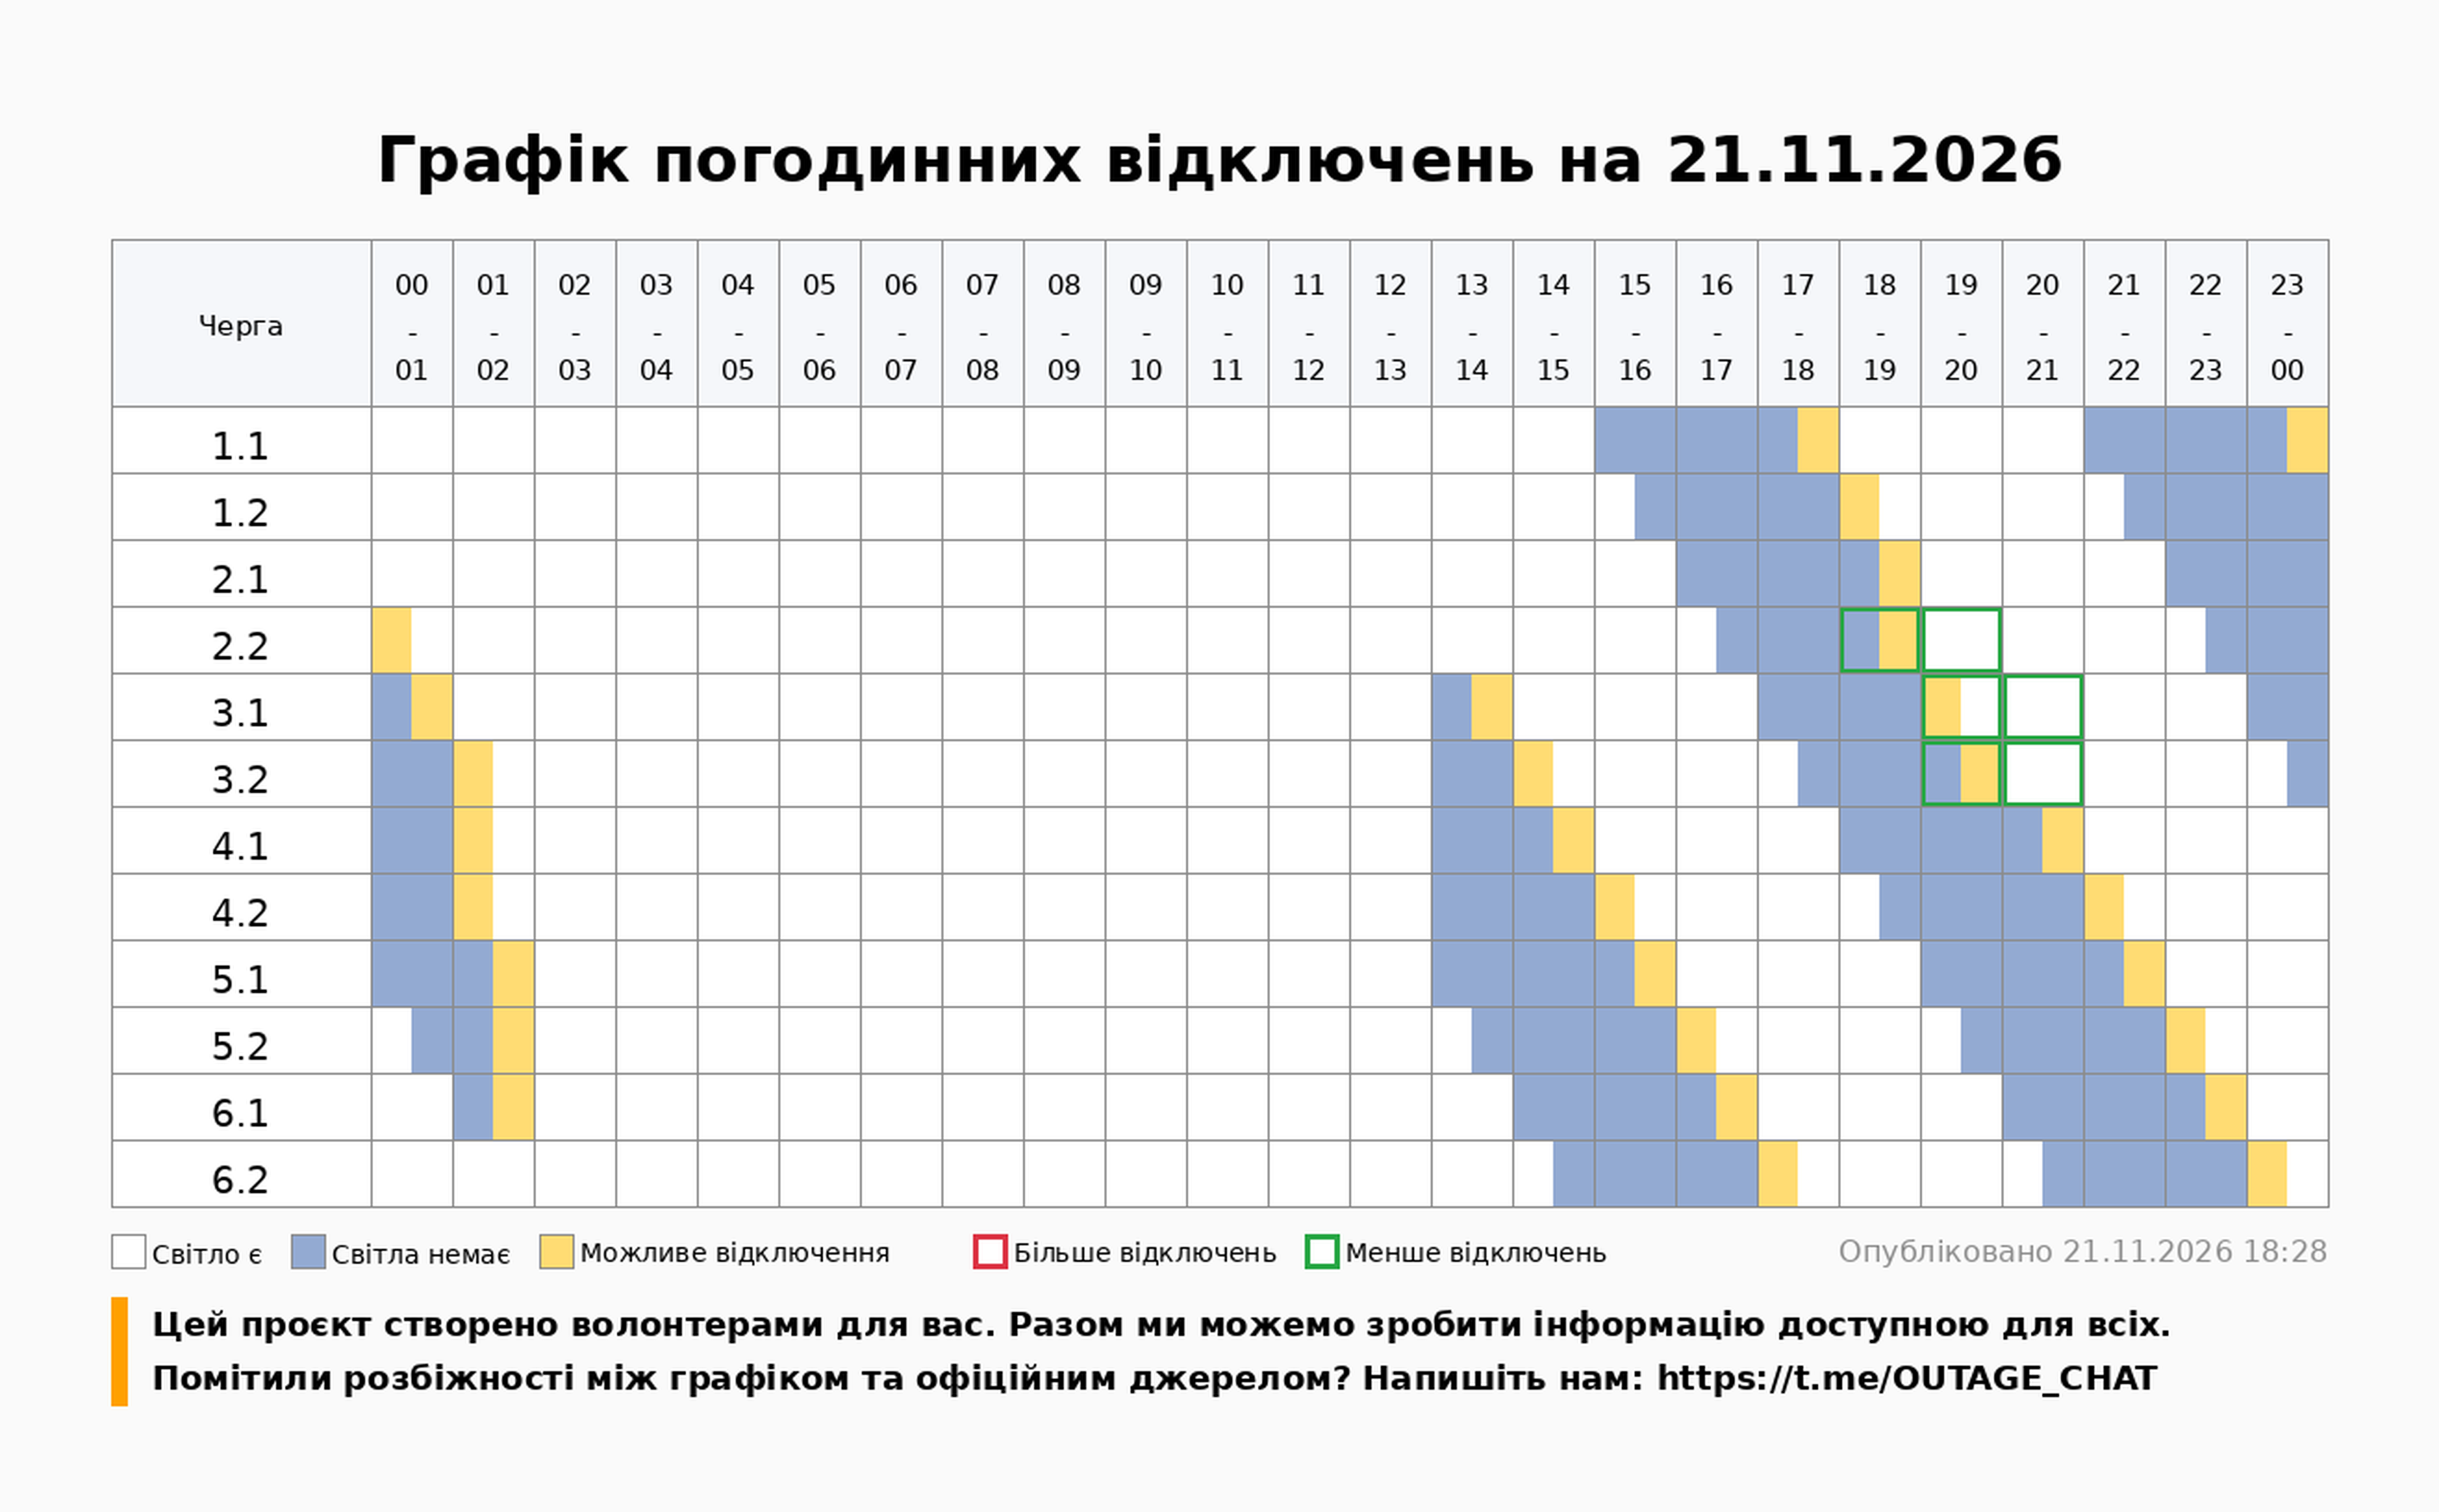 Графік погодинних відключень на 21.11.2026
Черга 00 - 01 01 - 02 02 - 03 03 - 04 04 - 05 05 - 06 06 - 07 07 - 08 08 - 09 09 - 10 10 - 11 11 - 12 12 - 13 13 - 14 14 - 15 15 - 16 16 - 17 17 - 18 18 - 19 19 - 20 20 - 21 21 - 22 22 - 23 23 - 00
1.1
1.2
2.1
2.2
3.1
3.2
4.1
4.2
5.1
5.2
6.1
6.2
Світло є Світла немає Можливе відключення Більше відключень Менше відключень Опубліковано 21.11.2026 18:28
Цей проєкт створено волонтерами для вас. Разом ми можемо зробити інформацію доступною для всіх.
Помітили розбіжності між графіком та офіційним джерелом? Напишіть нам: https://t.me/OUTAGE_CHAT